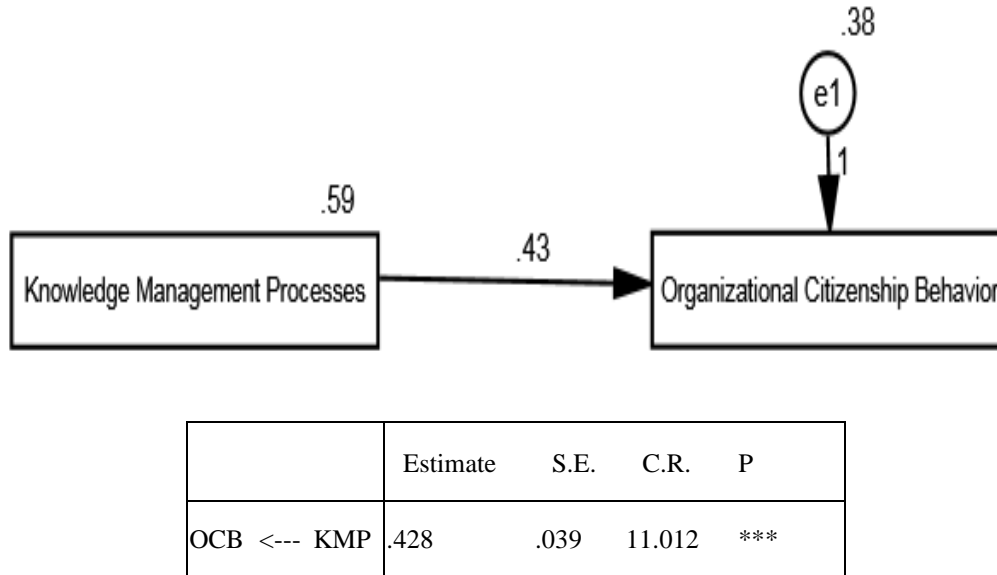 .38
e1
1
.59
.43
Knowledge Management Processes
Organizational Citizenship Behavior
Estimate S.E. C.R. P
OCB <--- KMP .428 .039 11.012 ***